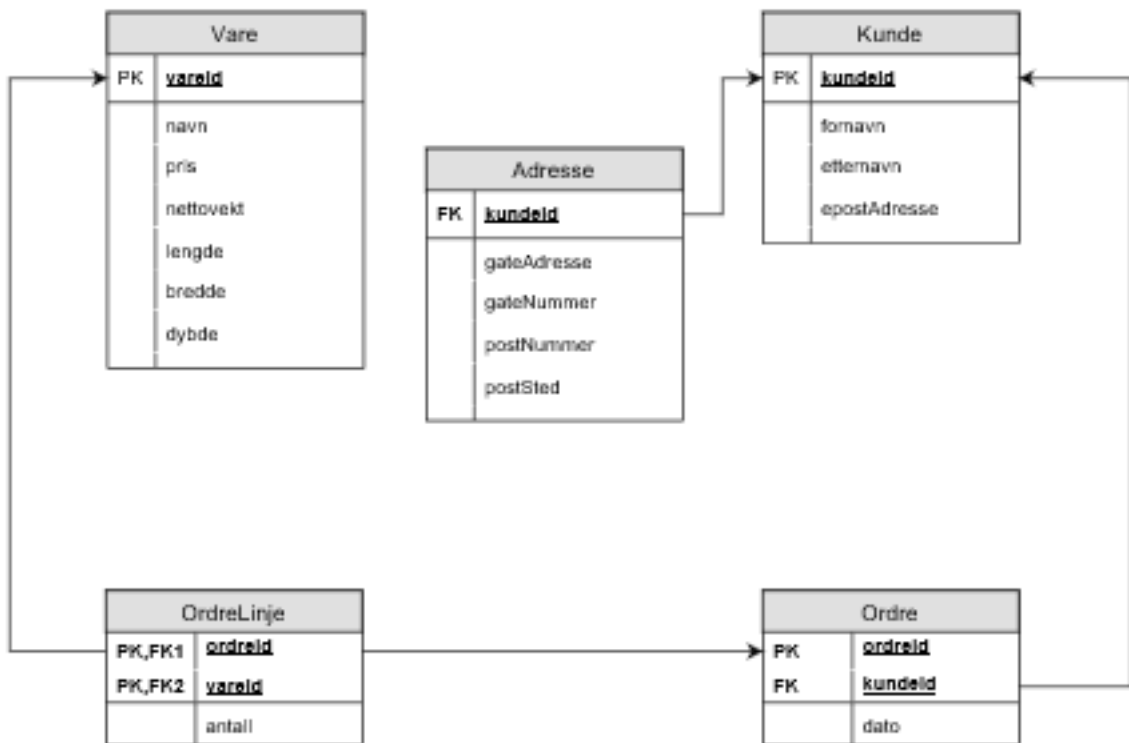 Vare
PK vareId
navn
pris
nettovekt
lengde
bredde
dybde
Adresse
FK kundeId
gateAdresse
gateNummer
postNummer
postSted
Kunde
PK kundeId
fornavn
etternavn
epostAdresse
OrdreLinje
PK,FK1 ordreId
PK,FK2 vareId
antall
Ordre
PK ordreId
FK kundeId
dato